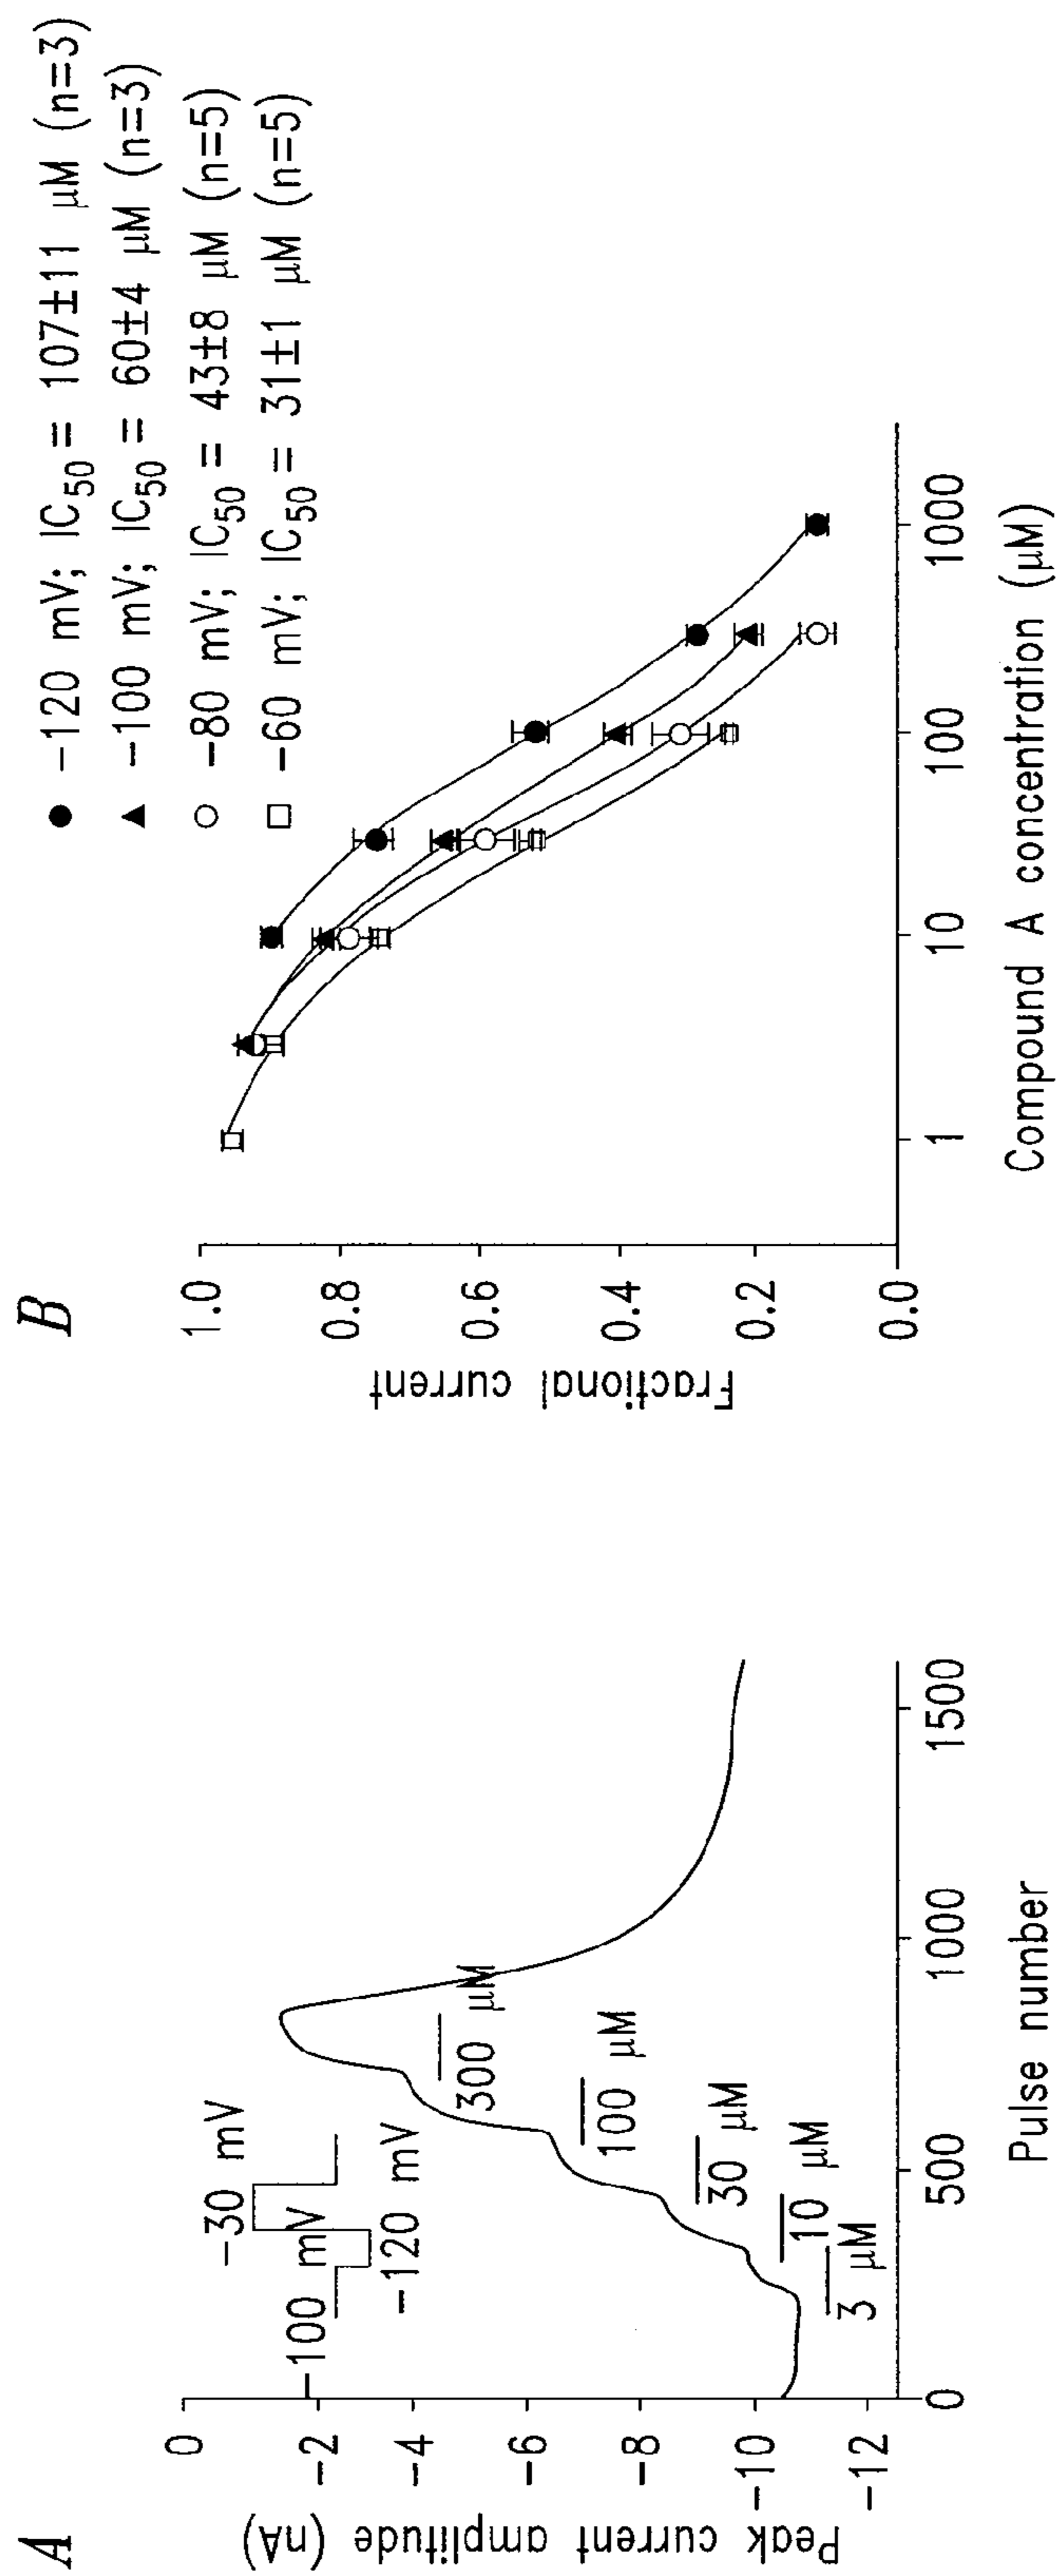 A
Peak current amplitude (nA)
0
-2
-4
-6
-8
-10
-12
-30 mV
-100 mV
-120 mV
300 μM
100 μM
30 μM
10 μM
3 μM
0
500
1000
1500
Pulse number
B
● -120 mV; IC50= 107±11 μM (n=3)
▲ -100 mV; IC50 = 60±4 μM (n=3)
○ -80 mV; IC50 = 43±8 μM (n=5)
□ -60 mV; IC50 = 31±1 μM (n=5)
Fractional current
1.0
0.8
0.6
0.4
0.2
0.0
1
10
100
1000
Compound A concentration (μM)